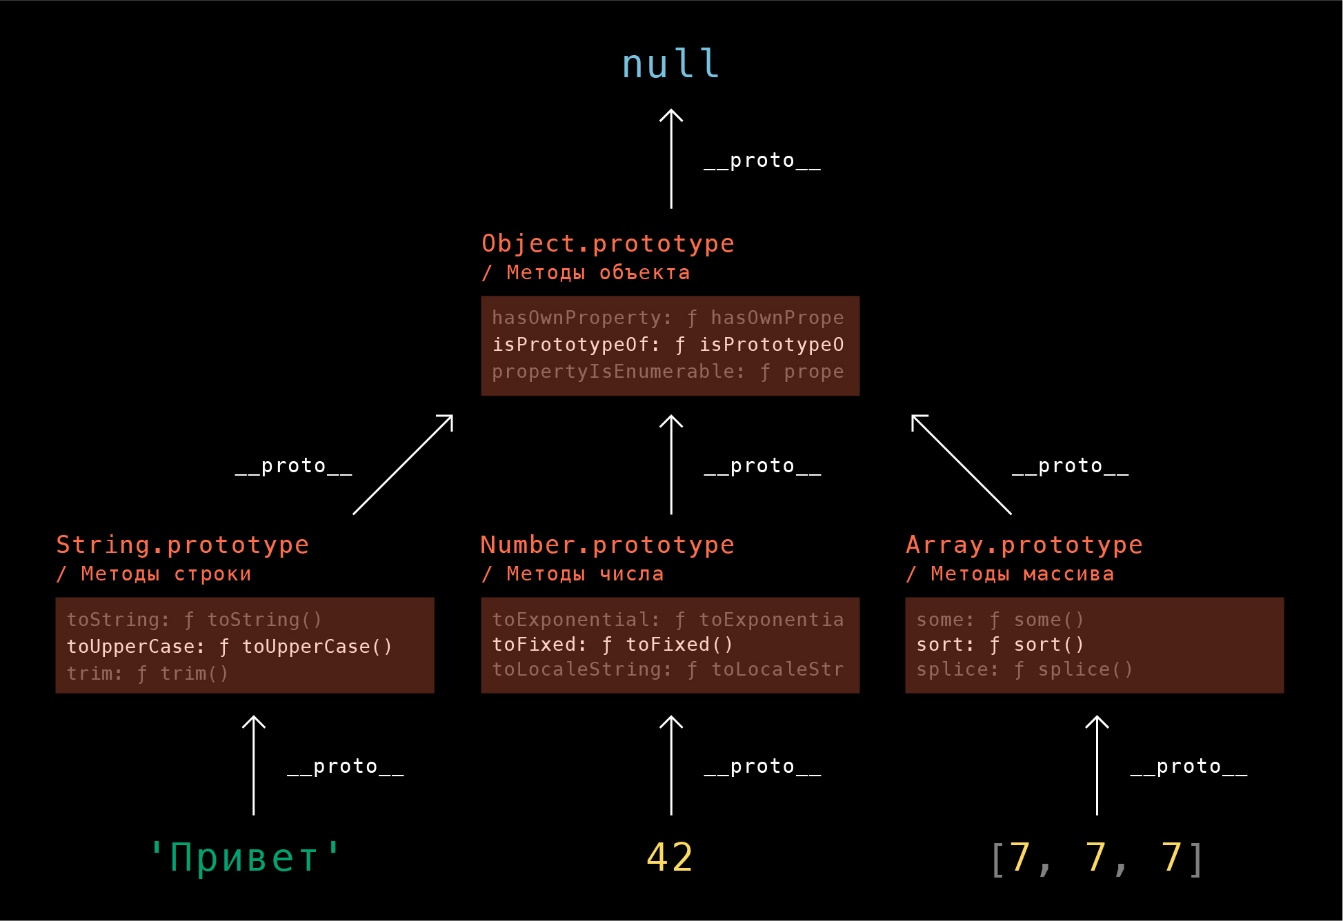 null
__proto__
Object.prototype
/ Методы объекта
hasOwnProperty: ƒ hasOwnPrope
isPrototypeOf: ƒ isPrototypeO
propertyIsEnumerable: ƒ prope
__proto__
__proto__
__proto__
String.prototype
/ Методы строки
toString: ƒ toString()
toUpperCase: ƒ toUpperCase()
trim: ƒ trim()
Number.prototype
/ Методы числа
toExponential: ƒ toExponentia
toFixed: ƒ toFixed()
toLocaleString: ƒ toLocaleStr
Array.prototype
/ Методы массива
some: ƒ some()
sort: ƒ sort()
splice: ƒ splice()
__proto__
__proto__
__proto__
'Привет'
42
[7, 7, 7]